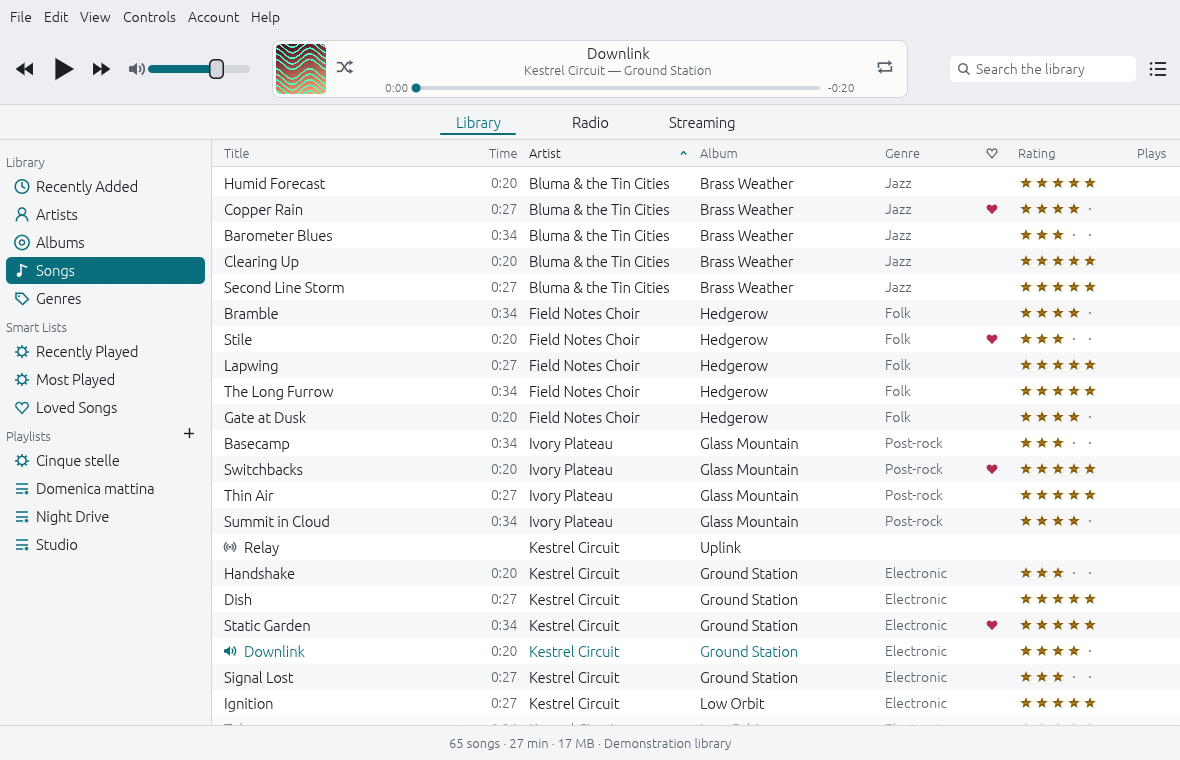 File Edit View Controls Account Help
Downlink
Kestrel Circuit — Ground Station
0:00 -0:20
Search the library
Library Radio Streaming
Library
Recently Added
Artists
Albums
Songs
Genres
Smart Lists
Recently Played
Most Played
Loved Songs
Playlists
Cinque stelle
Domenica mattina
Night Drive
Studio
Title Time Artist Album Genre Rating Plays
Humid Forecast 0:20 Bluma & the Tin Cities Brass Weather Jazz
Copper Rain 0:27 Bluma & the Tin Cities Brass Weather Jazz
Barometer Blues 0:34 Bluma & the Tin Cities Brass Weather Jazz
Clearing Up 0:20 Bluma & the Tin Cities Brass Weather Jazz
Second Line Storm 0:27 Bluma & the Tin Cities Brass Weather Jazz
Bramble 0:34 Field Notes Choir Hedgerow Folk
Stile 0:20 Field Notes Choir Hedgerow Folk
Lapwing 0:27 Field Notes Choir Hedgerow Folk
The Long Furrow 0:34 Field Notes Choir Hedgerow Folk
Gate at Dusk 0:20 Field Notes Choir Hedgerow Folk
Basecamp 0:34 Ivory Plateau Glass Mountain Post-rock
Switchbacks 0:20 Ivory Plateau Glass Mountain Post-rock
Thin Air 0:27 Ivory Plateau Glass Mountain Post-rock
Summit in Cloud 0:34 Ivory Plateau Glass Mountain Post-rock
Relay Kestrel Circuit Uplink
Handshake 0:20 Kestrel Circuit Ground Station Electronic
Dish 0:27 Kestrel Circuit Ground Station Electronic
Static Garden 0:34 Kestrel Circuit Ground Station Electronic
Downlink 0:20 Kestrel Circuit Ground Station Electronic
Signal Lost 0:27 Kestrel Circuit Ground Station Electronic
Ignition 0:27 Kestrel Circuit Low Orbit Electronic
65 songs · 27 min · 17 MB · Demonstration library